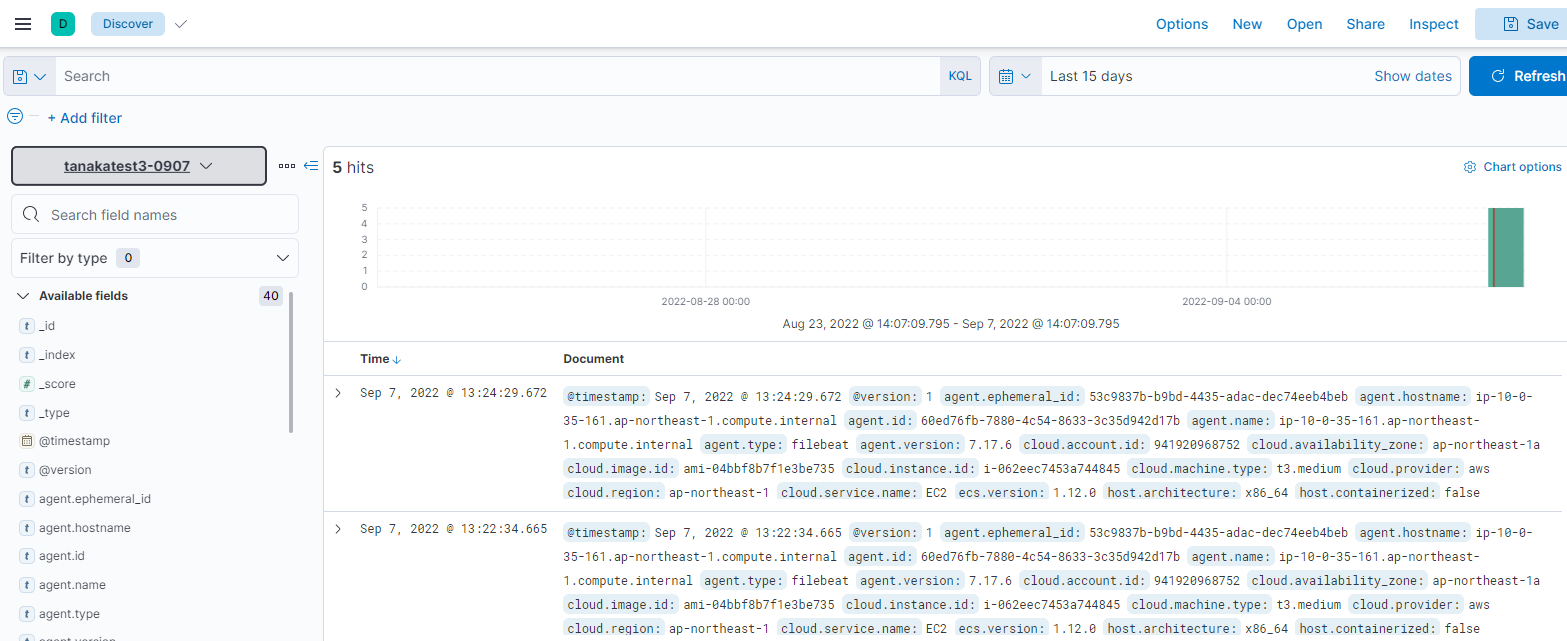 D Discover Options New Open Share Inspect Save
Search KQL Last 15 days Show dates Refresh
+ Add filter
tanakatest3-0907
Search field names
Filter by type 0
Available fields 40
t _id
t _index
# _score
t _type
@timestamp
t @version
t agent.ephemeral_id
t agent.hostname
t agent.id
t agent.name
t agent.type
t agent.version
5 hits Chart options
5
4
3
2
1
0
2022-08-28 00:00 2022-09-04 00:00
Aug 23, 2022 @ 14:07:09.795 - Sep 7, 2022 @ 14:07:09.795
Time Document
Sep 7, 2022 @ 13:24:29.672 @timestamp: Sep 7, 2022 @ 13:24:29.672 @version: 1 agent.ephemeral_id: 53c9837b-b9bd-4435-adac-dec74eeb4beb agent.hostname: ip-10-0-
35-161.ap-northeast-1.compute.internal agent.id: 60ed76fb-7880-4c54-8633-3c35d942d17b agent.name: ip-10-0-35-161.ap-northeast-
1.compute.internal agent.type: filebeat agent.version: 7.17.6 cloud.account.id: 941920968752 cloud.availability_zone: ap-northeast-1a
cloud.image.id: ami-04bbf8b7f1e3be735 cloud.instance.id: i-062eec7453a744845 cloud.machine.type: t3.medium cloud.provider: aws
cloud.region: ap-northeast-1 cloud.service.name: EC2 ecs.version: 1.12.0 host.architecture: x86_64 host.containerized: false
Sep 7, 2022 @ 13:22:34.665 @timestamp: Sep 7, 2022 @ 13:22:34.665 @version: 1 agent.ephemeral_id: 53c9837b-b9bd-4435-adac-dec74eeb4beb agent.hostname: ip-10-0-
35-161.ap-northeast-1.compute.internal agent.id: 60ed76fb-7880-4c54-8633-3c35d942d17b agent.name: ip-10-0-35-161.ap-northeast-
1.compute.internal agent.type: filebeat agent.version: 7.17.6 cloud.account.id: 941920968752 cloud.availability_zone: ap-northeast-1a
cloud.image.id: ami-04bbf8b7f1e3be735 cloud.instance.id: i-062eec7453a744845 cloud.machine.type: t3.medium cloud.provider: aws
cloud.region: ap-northeast-1 cloud.service.name: EC2 ecs.version: 1.12.0 host.architecture: x86_64 host.containerized: false